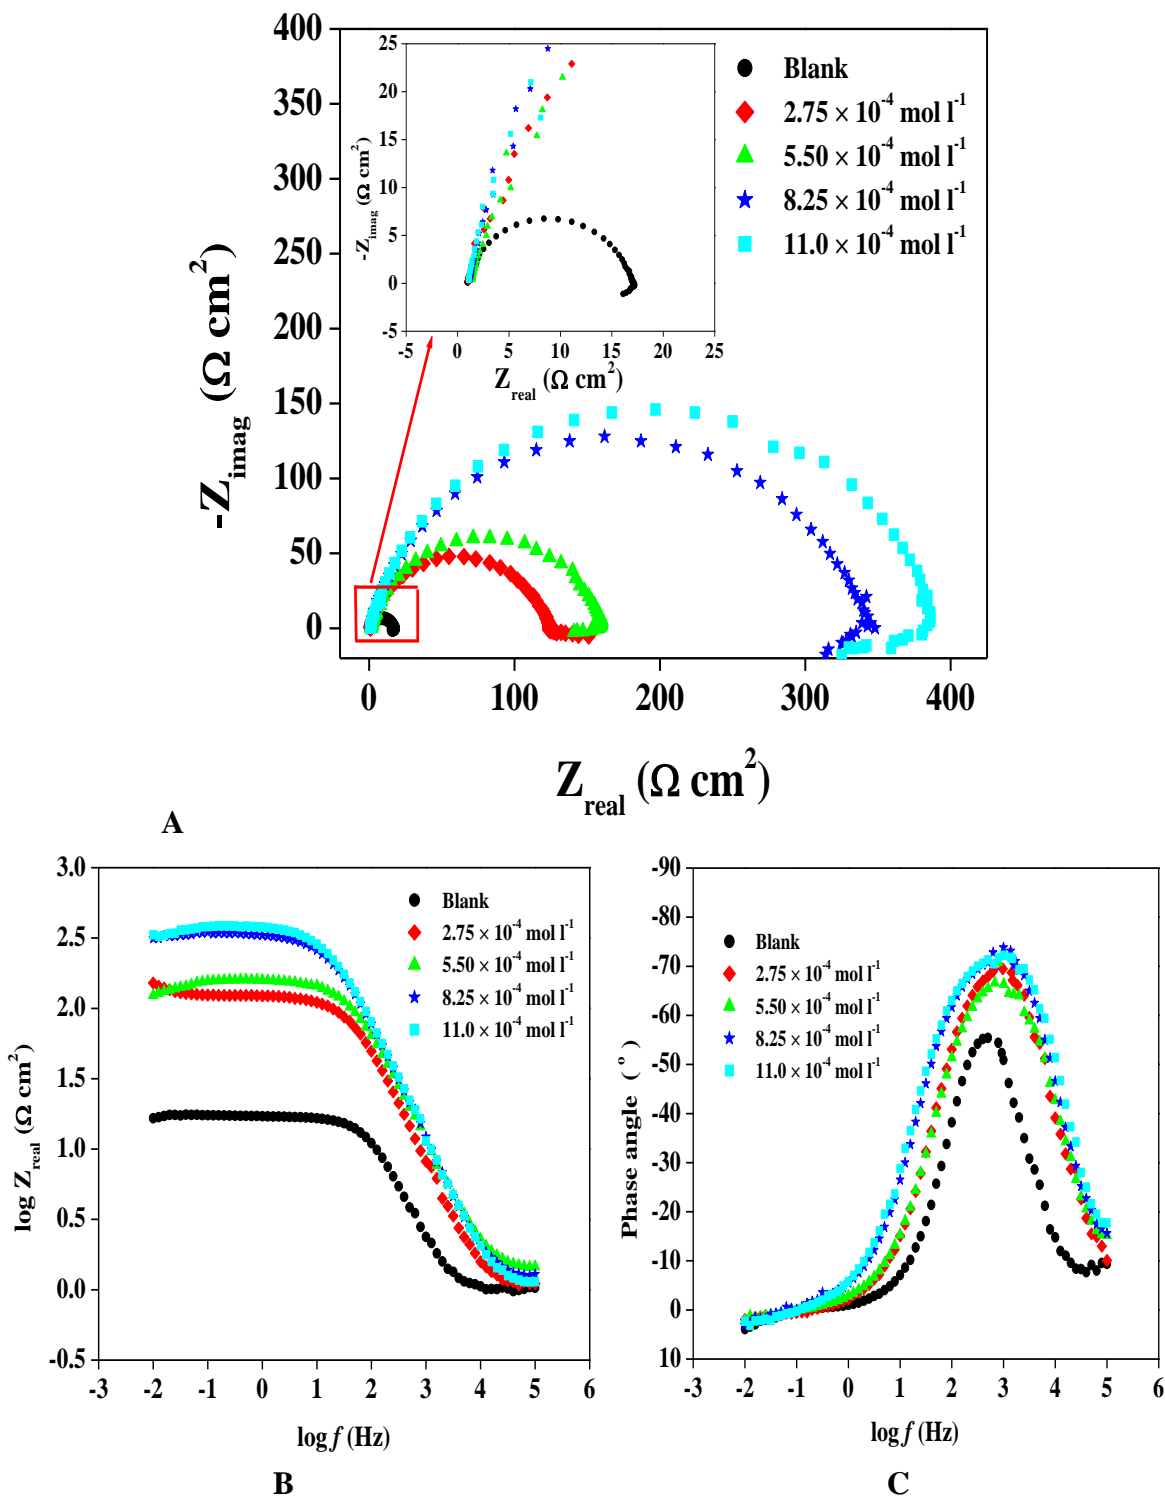 400
350
300
250
200
150
100
50
0
-Z_imag (Ω cm²)
25
20
15
10
5
0
-5
-Z_imag (Ω cm²)
-5 0 5 10 15 20 25
Z_real (Ω cm²)
Blank
2.75 × 10⁻⁴ mol l⁻¹
5.50 × 10⁻⁴ mol l⁻¹
8.25 × 10⁻⁴ mol l⁻¹
11.0 × 10⁻⁴ mol l⁻¹
0 100 200 300 400
Z_real (Ω cm²)
A
3.0
2.5
2.0
1.5
1.0
0.5
0.0
-0.5
log Z_real (Ω cm²)
Blank
2.75 × 10⁻⁴ mol l⁻¹
5.50 × 10⁻⁴ mol l⁻¹
8.25 × 10⁻⁴ mol l⁻¹
11.0 × 10⁻⁴ mol l⁻¹
-3 -2 -1 0 1 2 3 4 5 6
log f (Hz)
B
-90
-80
-70
-60
-50
-40
-30
-20
-10
0
10
Phase angle (°)
Blank
2.75 × 10⁻⁴ mol l⁻¹
5.50 × 10⁻⁴ mol l⁻¹
8.25 × 10⁻⁴ mol l⁻¹
11.0 × 10⁻⁴ mol l⁻¹
-3 -2 -1 0 1 2 3 4 5 6
log f (Hz)
C